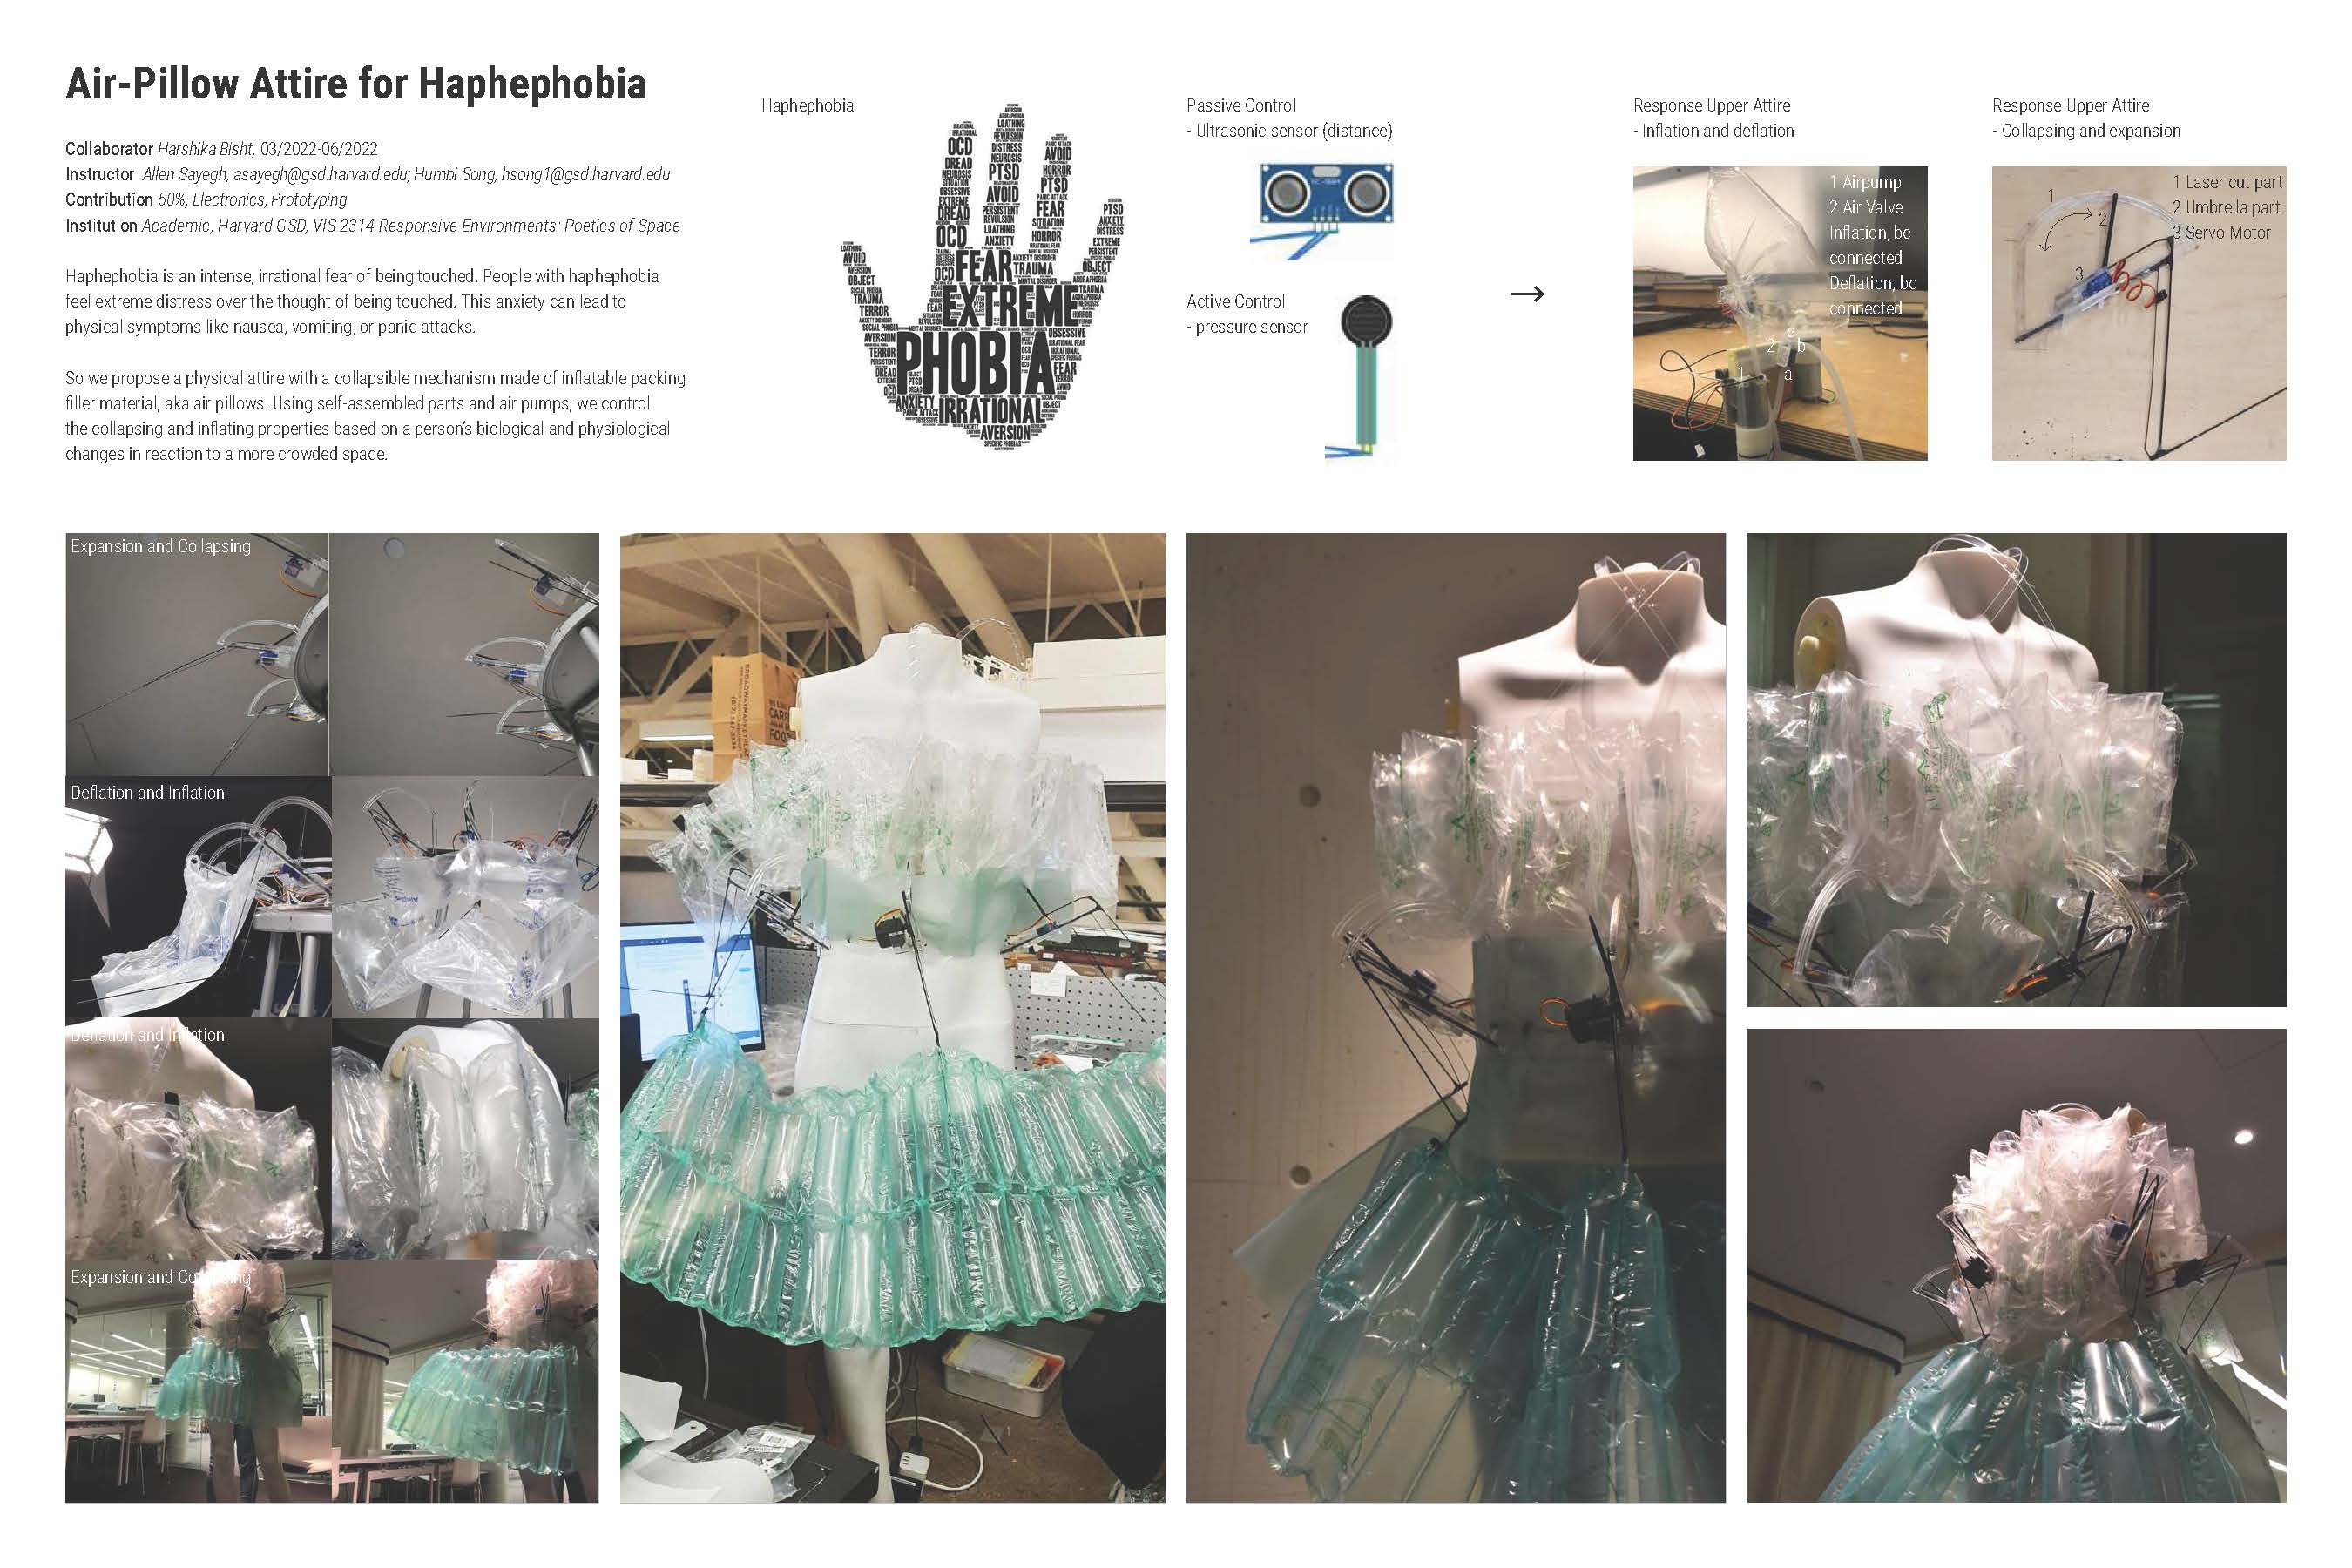 Air-Pillow Attire for Haphephobia
Collaborator Harshika Bisht, 03/2022-06/2022
Instructor Allen Sayegh, asayegh@gsd.harvard.edu; Humbi Song, hsong1@gsd.harvard.edu
Contribution 50%, Electronics, Prototyping
Institution Academic, Harvard GSD, VIS 2314 Responsive Environments: Poetics of Space
Haphephobia is an intense, irrational fear of being touched. People with haphephobia
feel extreme distress over the thought of being touched. This anxiety can lead to
physical symptoms like nausea, vomiting, or panic attacks.
So we propose a physical attire with a collapsible mechanism made of inflatable packing
filler material, aka air pillows. Using self-assembled parts and air pumps, we control
the collapsing and inflating properties based on a person's biological and physiological
changes in reaction to a more crowded space.
Haphephobia
OCD
DREAD
PTSD
AVOID
FEAR
TRAUMA
EXTREME
PHOBIA
ANXIETY
IRRATIONAL
AVERSION
Passive Control
- Ultrasonic sensor (distance)
Active Control
- pressure sensor
→
Response Upper Attire
- Inflation and deflation
1 Airpump
2 Air Valve
Inflation, bc
connected
Deflation, bc
connected
c
2 b
1 a
Response Upper Attire
- Collapsing and expansion
1 Laser cut part
2 Umbrella part
3 Servo Motor
1
2
3
Expansion and Collapsing
Deflation and Inflation
Deflation and Inflation
Expansion and Collapsing